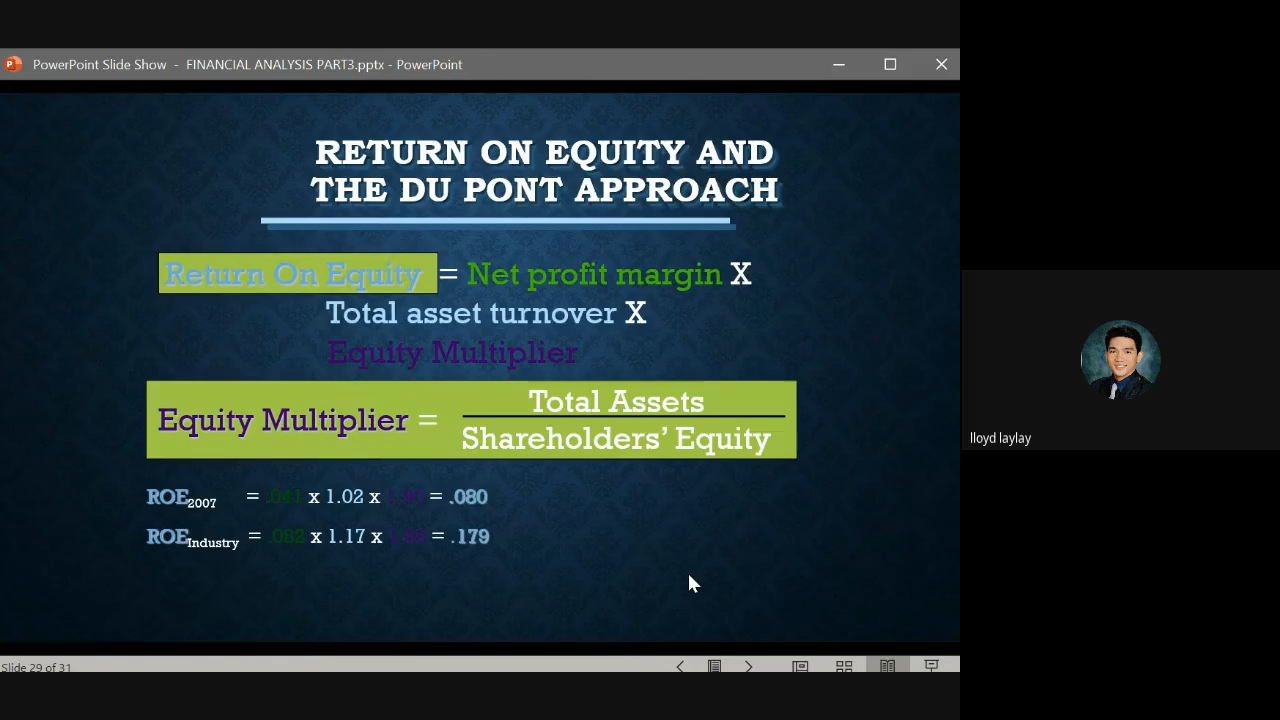 PowerPoint Slide Show - FINANCIAL ANALYSIS PART3.pptx - PowerPoint
RETURN ON EQUITY AND
THE DU PONT APPROACH
Return On Equity = Net profit margin X
Total asset turnover X
Equity Multiplier
Equity Multiplier =
Total Assets
Shareholders’ Equity
ROE2007 = .041 x 1.02 x = .080
ROEIndustry = .082 x 1.17 x = .179
lloyd laylay
Slide 29 of 31